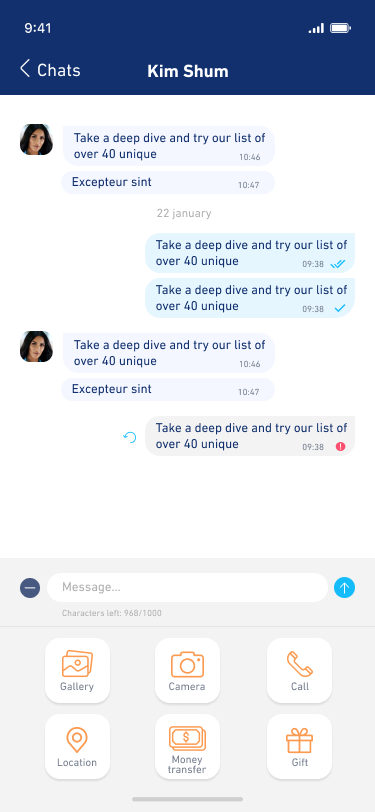 9:41
Chats
Kim Shum
Take a deep dive and try our list of
over 40 unique
10:46
Excepteur sint
10:47
22 january
Take a deep dive and try our list of
over 40 unique
09:38
Take a deep dive and try our list of
over 40 unique
09:38
Take a deep dive and try our list of
over 40 unique
10:46
Excepteur sint
10:47
Take a deep dive and try our list of
over 40 unique
09:38
Message...
Characters left: 968/1000
Gallery
Camera
Call
Location
Money
transfer
Gift